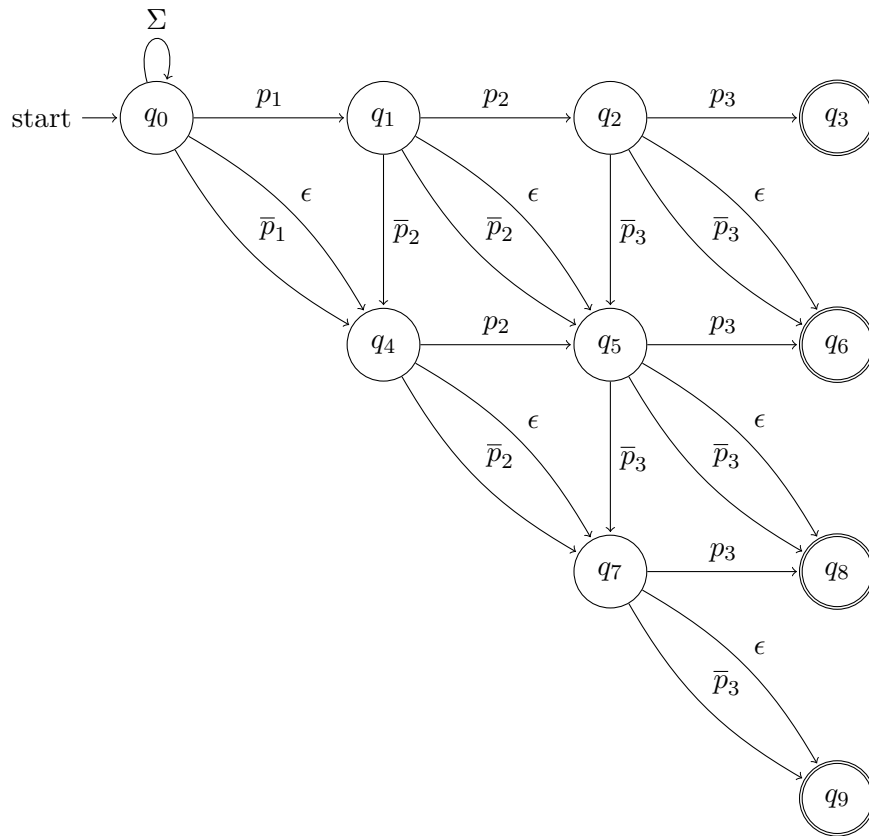 Σ
start q₀ p₁ q₁ p₂ q₂ p₃ q₃
ϵ ϵ ϵ
p̅₁ p̅₂ p̅₂ p̅₃ p̅₃
q₄ p₂ q₅ p₃ q₆
ϵ ϵ
p̅₂ p̅₃ p̅₃
q₇ p₃ q₈
ϵ
p̅₃
q₉